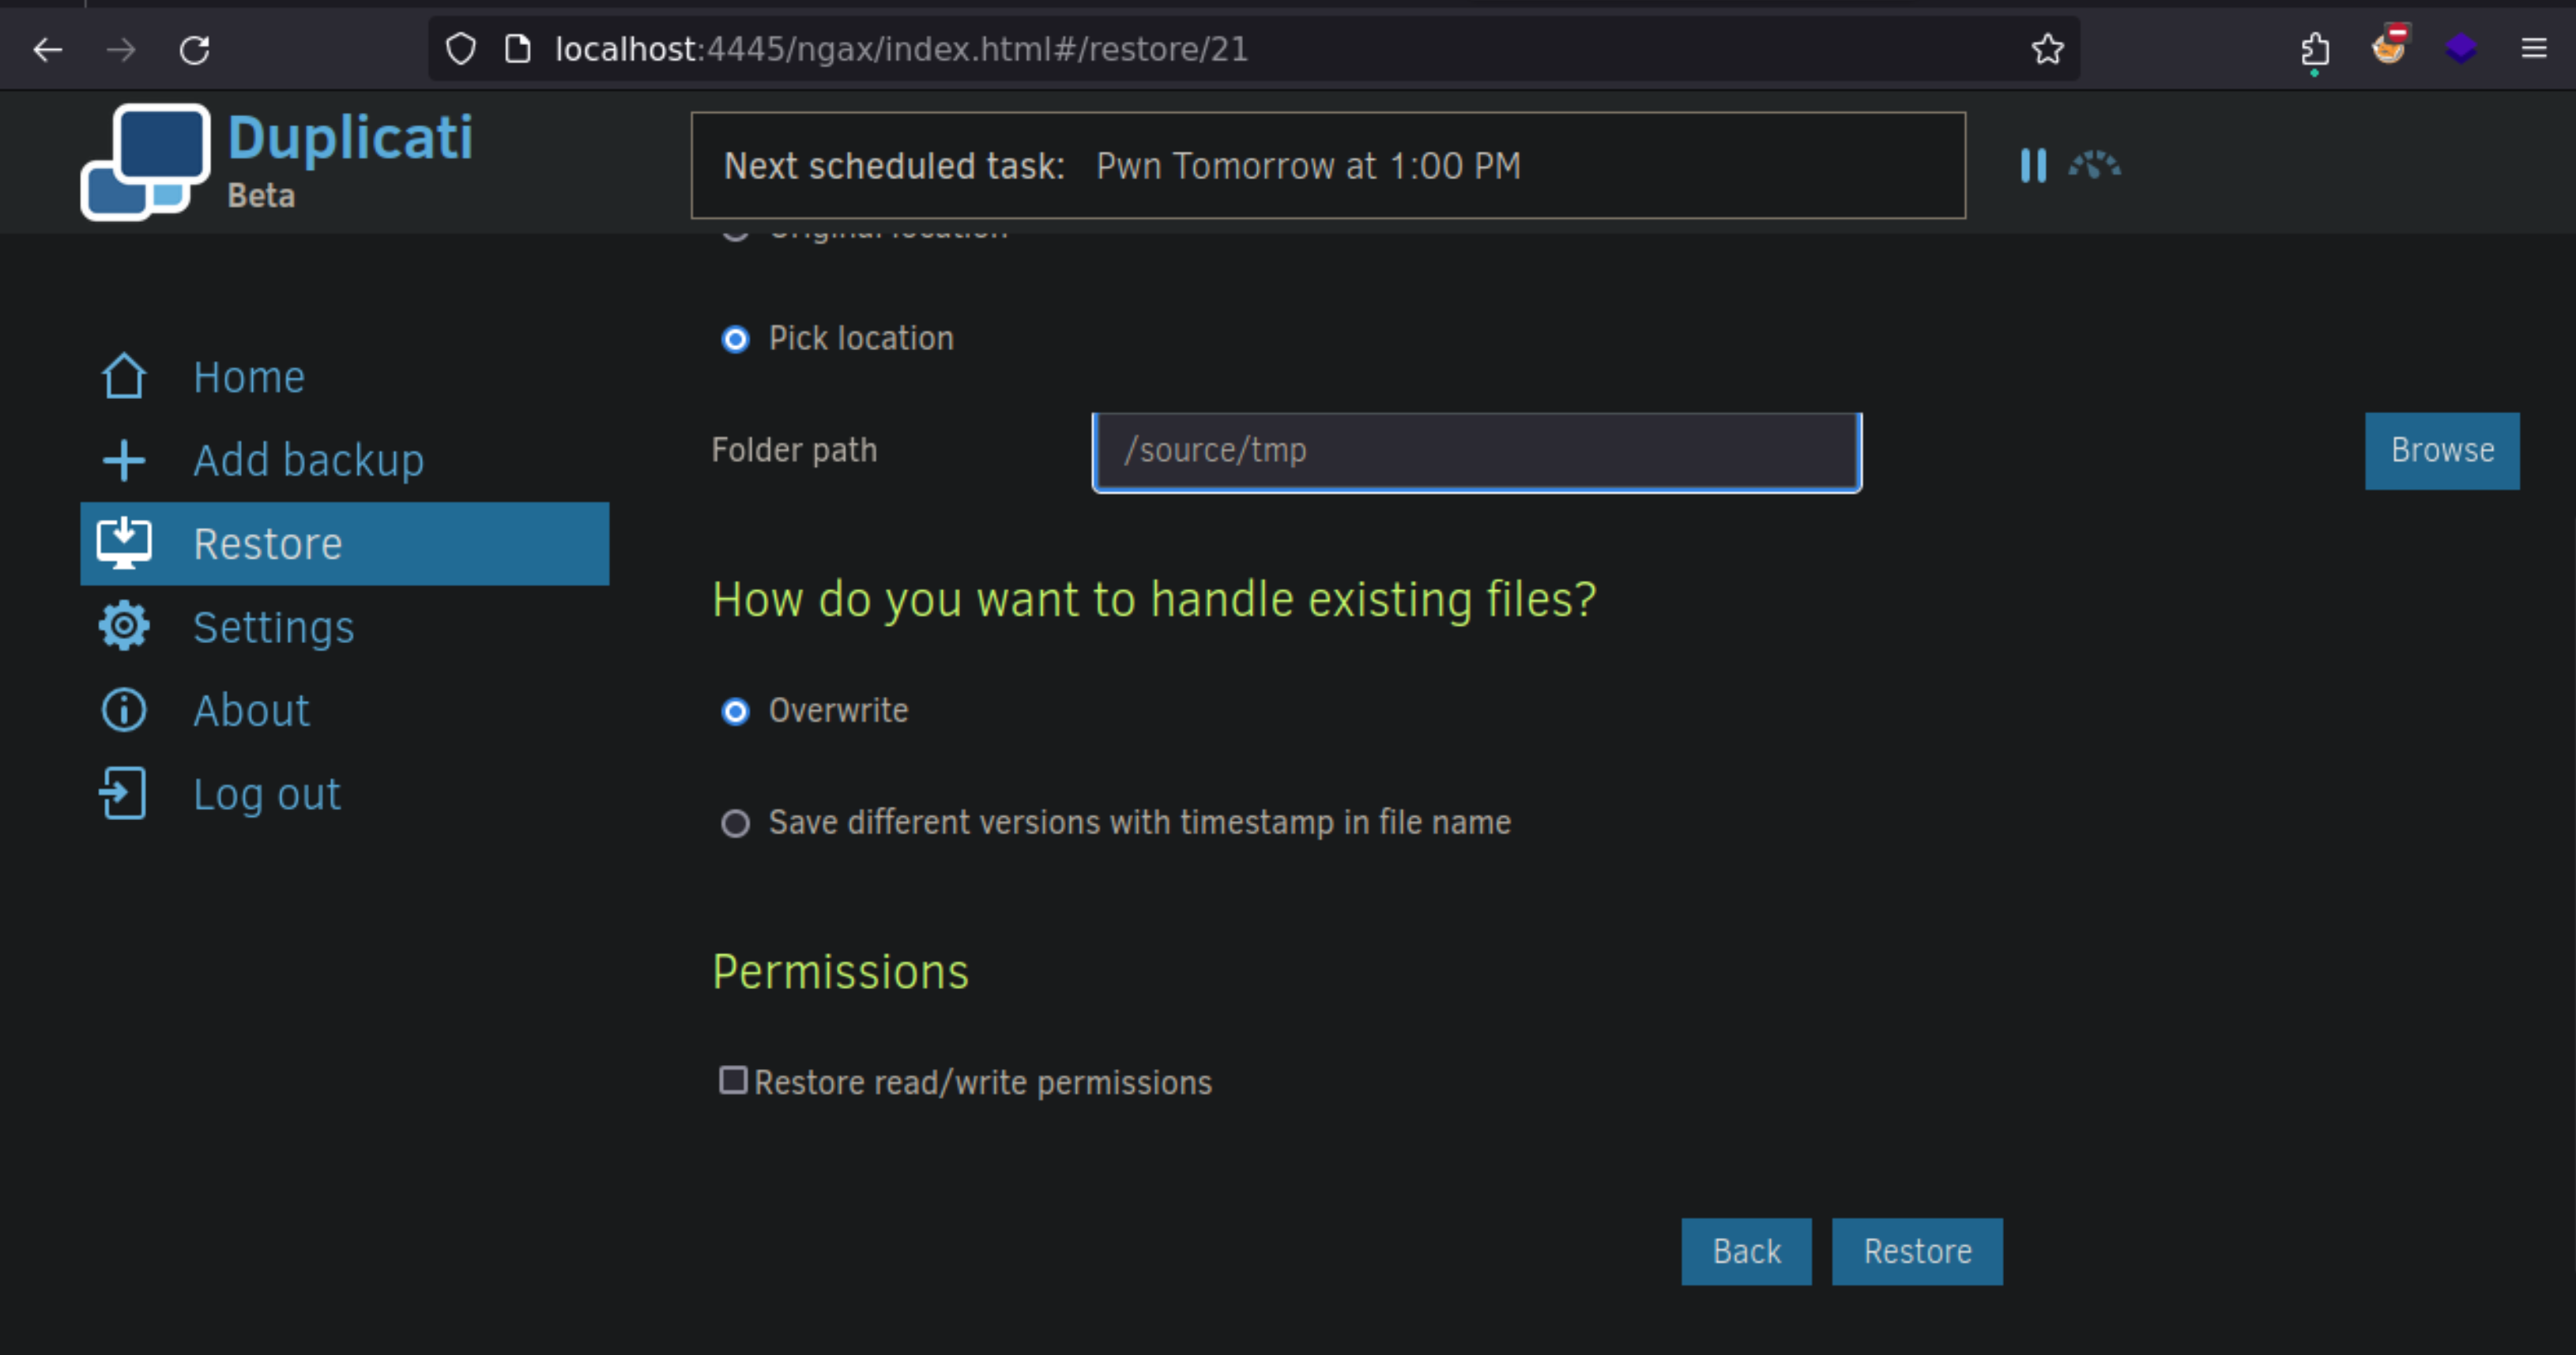 localhost:4445/ngax/index.html#/restore/21
Duplicati
Beta
Next scheduled task: Pwn Tomorrow at 1:00 PM
Original location
Pick location
Folder path /source/tmp Browse
Home
Add backup
Restore
Settings
About
Log out
How do you want to handle existing files?
Overwrite
Save different versions with timestamp in file name
Permissions
Restore read/write permissions
Back Restore